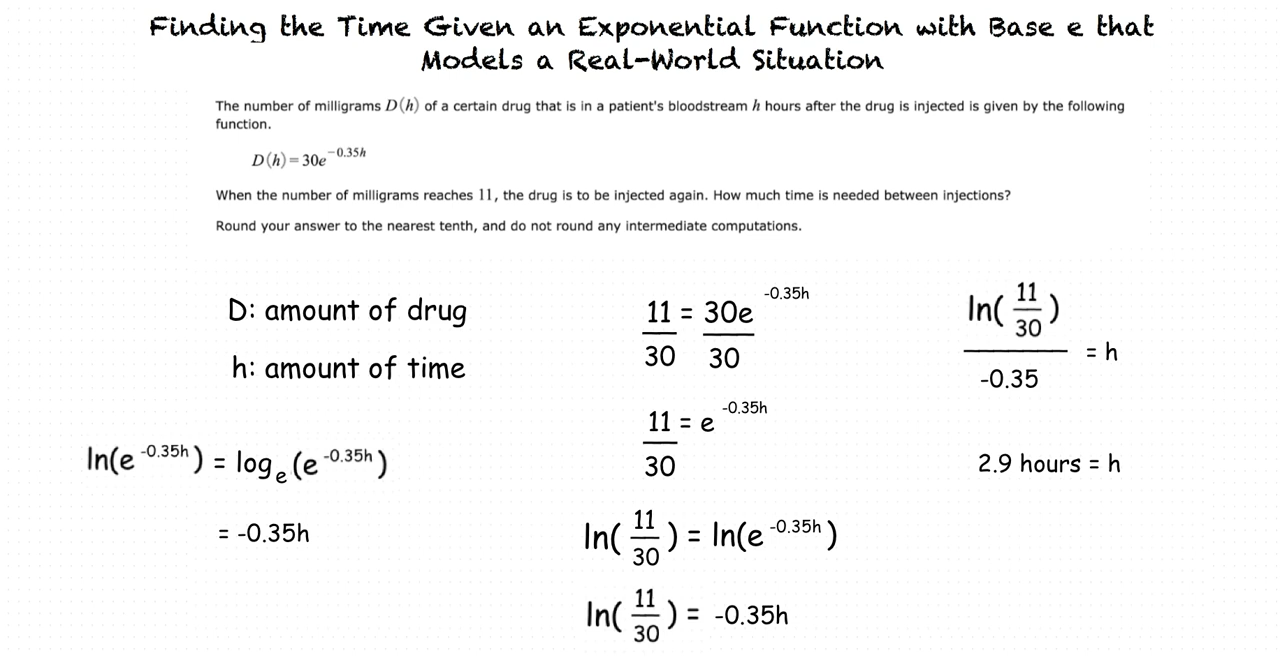 Finding the Time Given an Exponential Function with Base e that
Models a Real-World Situation
The number of milligrams D(h) of a certain drug that is in a patient's bloodstream h hours after the drug is injected is given by the following
function.
D(h)=30e^-0.35h
When the number of milligrams reaches 11, the drug is to be injected again. How much time is needed between injections?
Round your answer to the nearest tenth, and do not round any intermediate computations.
D: amount of drug
h: amount of time
ln(e^-0.35h) = log_e(e^-0.35h)
= -0.35h
11/30 = 30e^-0.35h/30
11/30 = e^-0.35h
ln(11/30) = ln(e^-0.35h)
ln(11/30) = -0.35h
ln(11/30)/-0.35 = h
2.9 hours = h